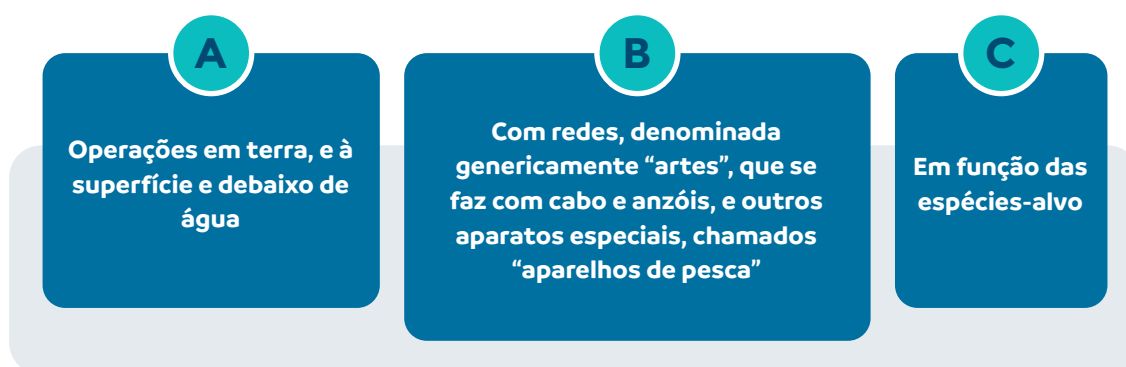 A
Operações em terra, e à
superfície e debaixo de
água
B
Com redes, denominada
genericamente “artes”, que se
faz com cabo e anzóis, e outros
aparatos especiais, chamados
“aparelhos de pesca”
C
Em função das
espécies-alvo